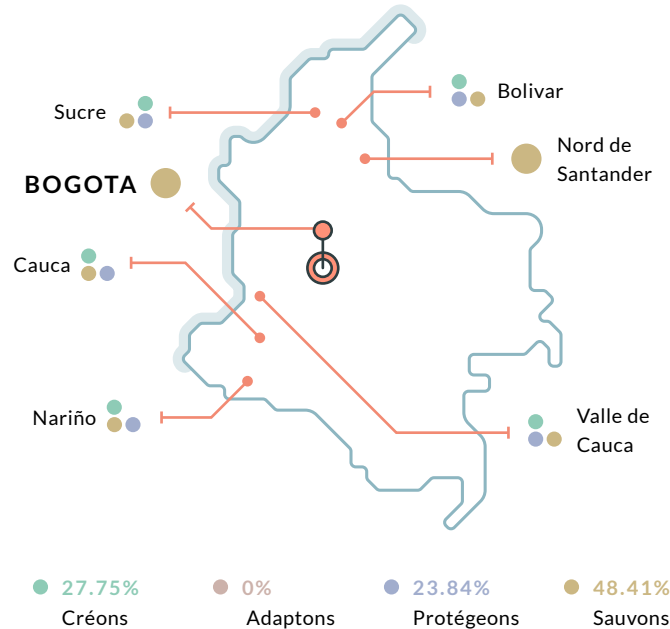 Sucre
Bolivar
Nord de
Santander
BOGOTA
Cauca
Nariño
Valle de
Cauca
27.75%
Créons
0%
Adaptons
23.84%
Protégeons
48.41%
Sauvons